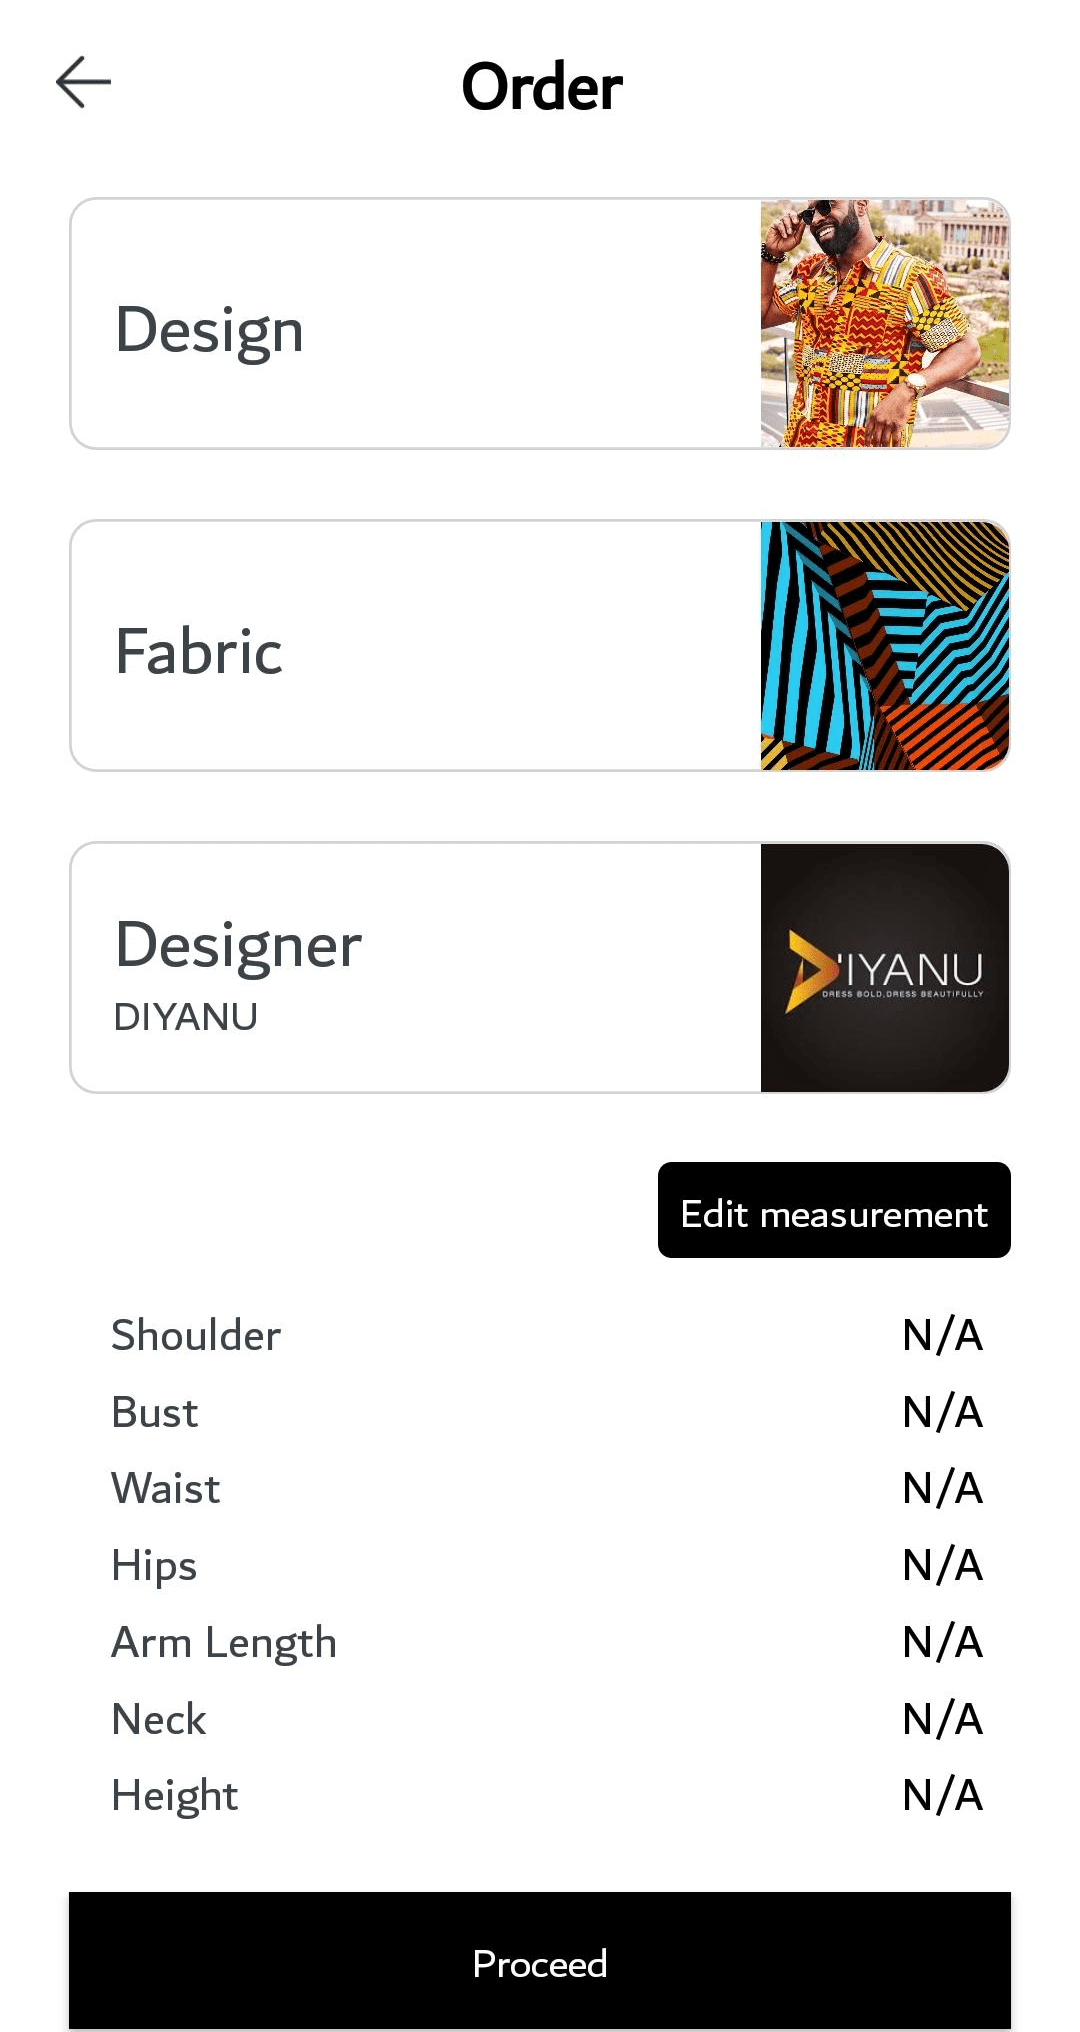 Order
Design
Fabric
Designer
DIYANU
D'IYANU
DRESS BOLD.DRESS BEAUTIFULLY
Edit measurement
Shoulder N/A
Bust N/A
Waist N/A
Hips N/A
Arm Length N/A
Neck N/A
Height N/A
Proceed